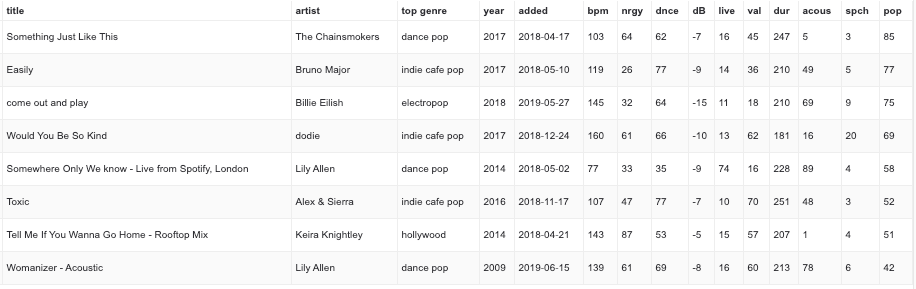 title artist top genre year added bpm nrgy dnce dB live val dur acous spch pop
Something Just Like This The Chainsmokers dance pop 2017 2018-04-17 103 64 62 -7 16 45 247 5 3 85
Easily Bruno Major indie cafe pop 2017 2018-05-10 119 26 77 -9 14 36 210 49 5 77
come out and play Billie Eilish electropop 2018 2019-05-27 145 32 64 -15 11 18 210 69 9 75
Would You Be So Kind dodie indie cafe pop 2017 2018-12-24 160 61 66 -10 13 62 181 16 20 69
Somewhere Only We know - Live from Spotify, London Lily Allen dance pop 2014 2018-05-02 77 33 35 -9 74 16 228 89 4 58
Toxic Alex & Sierra indie cafe pop 2016 2018-11-17 107 47 77 -7 10 70 251 48 3 52
Tell Me If You Wanna Go Home - Rooftop Mix Keira Knightley hollywood 2014 2018-04-21 143 87 53 -5 15 57 207 1 4 51
Womanizer - Acoustic Lily Allen dance pop 2009 2019-06-15 139 61 69 -8 16 60 213 78 6 42